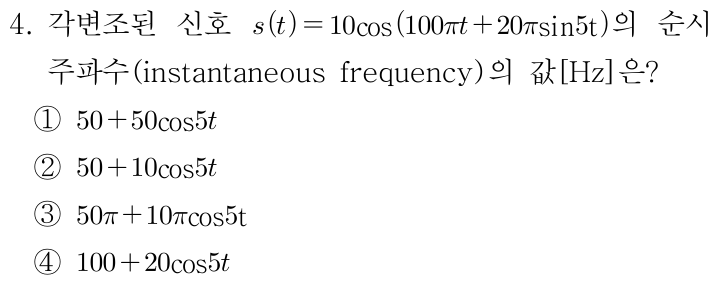 4. 각변조된 신호 s(t)=10cos(100πt+20πsin5t)의 순시
주파수(instantaneous frequency)의 값[Hz]은?
① 50+50cos5t
② 50+10cos5t
③ 50π+10πcos5t
④ 100+20cos5t